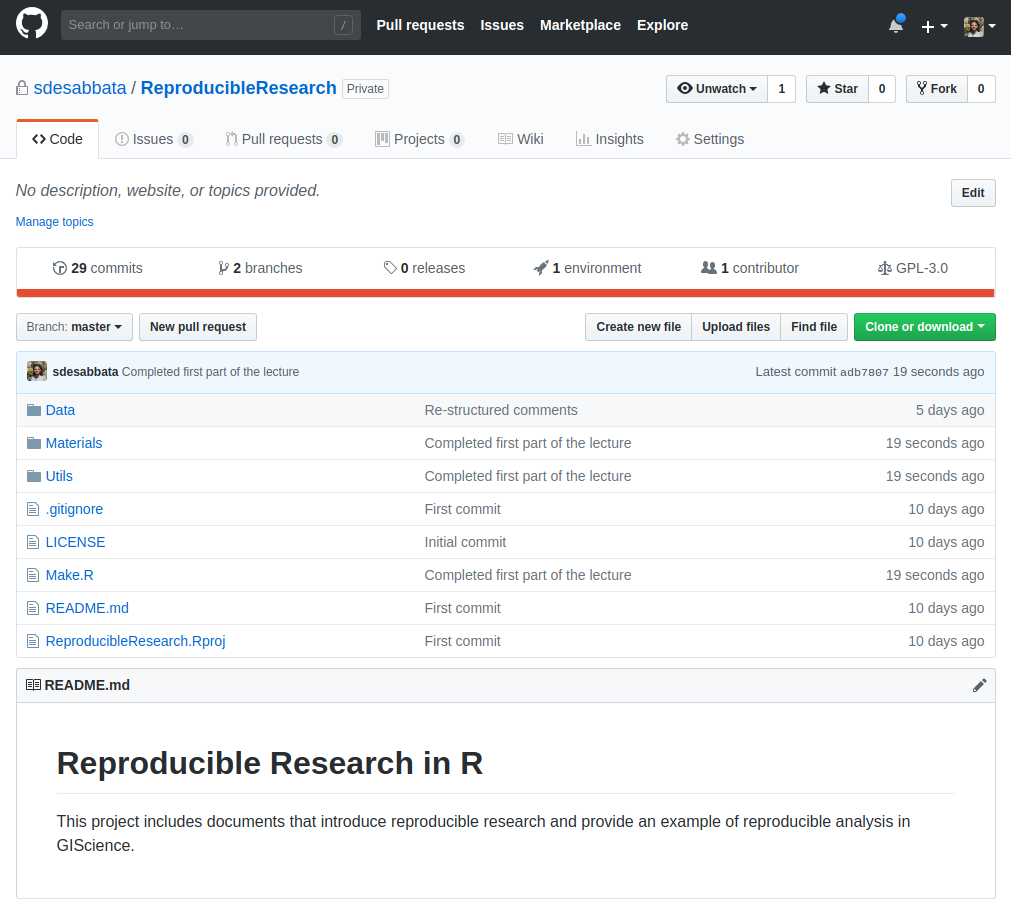 Search or jump to… / Pull requests Issues Marketplace Explore
sdesabbata / ReproducibleResearch Private Unwatch 1 Star 0 Fork 0
Code Issues 0 Pull requests 0 Projects 0 Wiki Insights Settings
No description, website, or topics provided. Edit
Manage topics
29 commits 2 branches 0 releases 1 environment 1 contributor GPL-3.0
Branch: master New pull request Create new file Upload files Find file Clone or download
sdesabbata Completed first part of the lecture Latest commit adb7807 19 seconds ago
Data Re-structured comments 5 days ago
Materials Completed first part of the lecture 19 seconds ago
Utils Completed first part of the lecture 19 seconds ago
.gitignore First commit 10 days ago
LICENSE Initial commit 10 days ago
Make.R Completed first part of the lecture 19 seconds ago
README.md First commit 10 days ago
ReproducibleResearch.Rproj First commit 10 days ago
README.md
Reproducible Research in R
This project includes documents that introduce reproducible research and provide an example of reproducible analysis in
GIScience.